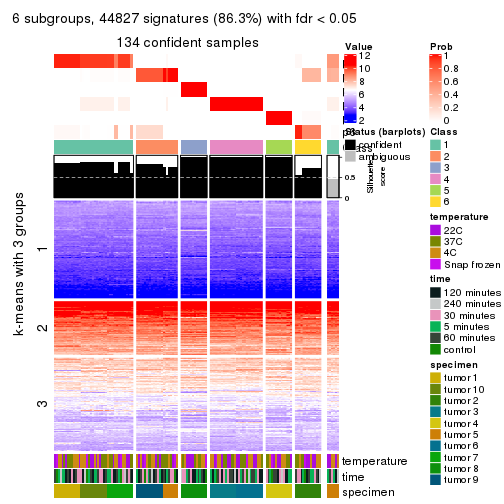 6 subgroups, 44827 signatures (86.3%) with fdr < 0.05
134 confident samples
k-means with 3 groups
1
2
3
Value
12
10
8
6
4
2
Status (barplots)
confident
ambiguous
1
0.5
0
Silhouette
score
Prob
1
0.8
0.6
0.4
0.2
0
Class
1
2
3
4
5
6
temperature
22C
37C
4C
Snap frozen
time
120 minutes
240 minutes
30 minutes
5 minutes
60 minutes
control
specimen
tumor 1
tumor 10
tumor 2
tumor 3
tumor 4
tumor 5
tumor 6
tumor 7
tumor 8
tumor 9
temperature
time
specimen